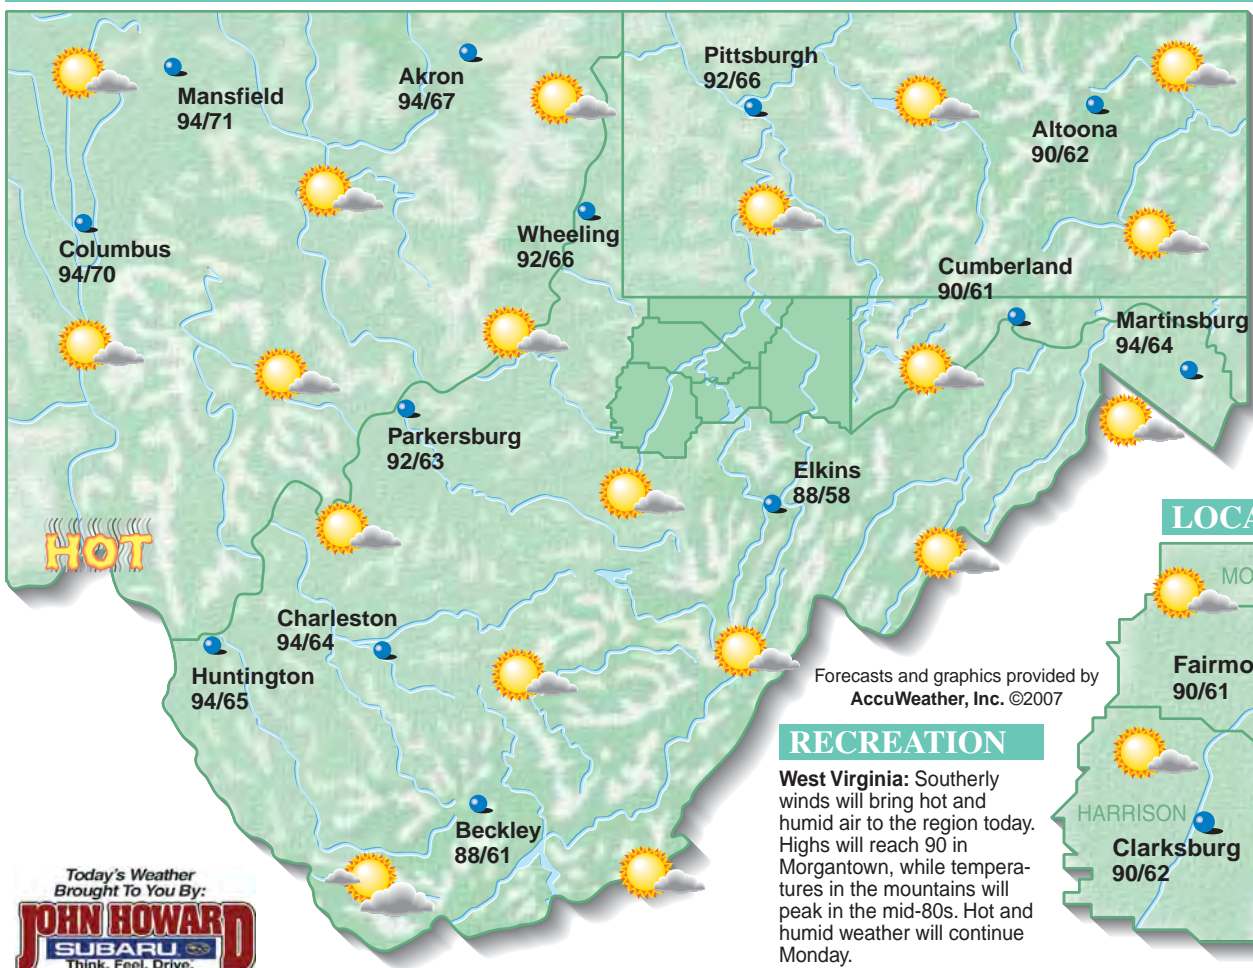 Pittsburgh
92/66
Akron
94/67
Mansfield
94/71
Altoona
90/62
Wheeling
92/66
Columbus
94/70
Cumberland
90/61
Martinsburg
94/64
Parkersburg
92/63
Elkins
88/58
HOT
LOCA
MO
Charleston
94/64
Huntington
94/65
Fairmo
90/61
Forecasts and graphics provided by
AccuWeather, Inc. ©2007
RECREATION
West Virginia: Southerly
winds will bring hot and
humid air to the region today.
Highs will reach 90 in
Morgantown, while tempera-
tures in the mountains will
peak in the mid-80s. Hot and
humid weather will continue
Monday.
HARRISON
Clarksburg
90/62
Beckley
88/61
Today's Weather
Brought To You By:
JOHN HOWARD
SUBARU
Think. Feel. Drive.